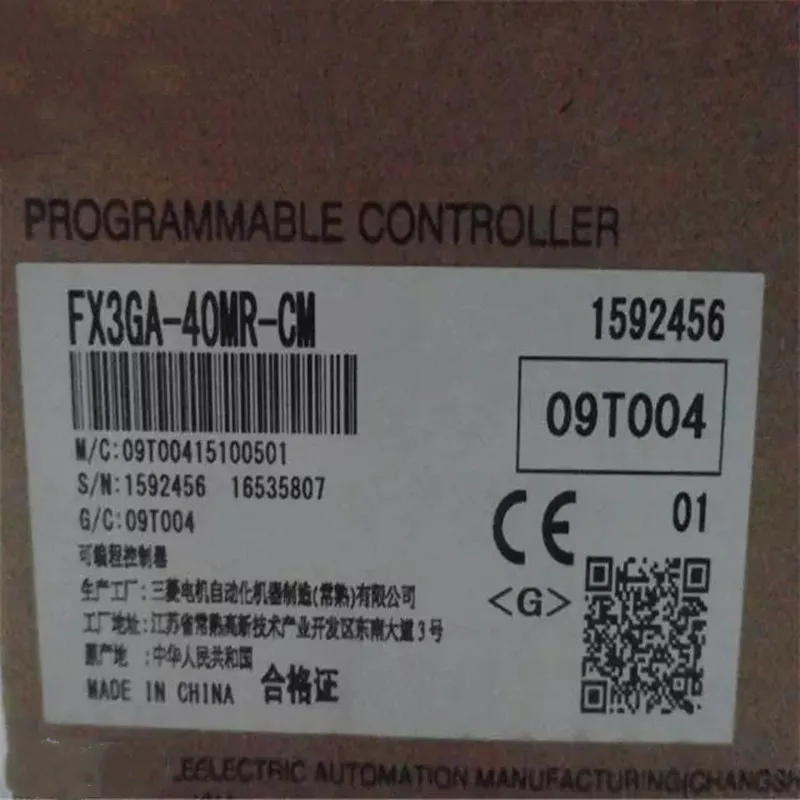 PROGRAMMABLE CONTROLLER
FX3GA-40MR-CM
1592456
09T004
M/C:09T00415100501
S/N:1592456 16535807
G/C:09T004
CE
01
<G>
可编程控制器
生产工厂:三菱电机自动化机器制造(常熟)有限公司
工厂地址:江苏省常熟高新技术产业开发区东南大道3号
原产地 :中华人民共和国
MADE IN CHINA 合格证
ELECTRIC AUTOMATION MANUFACTURING(CHANGSH